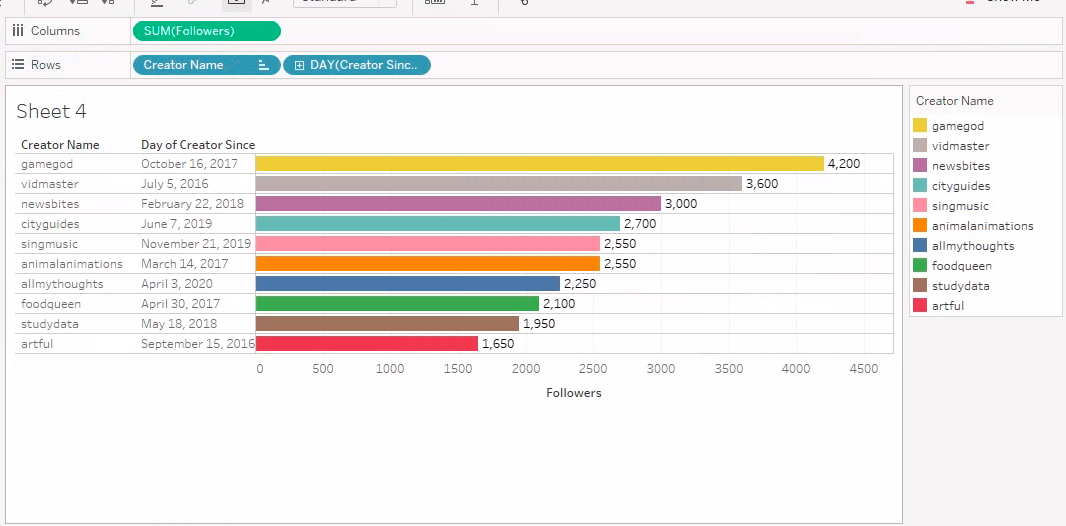 Columns
SUM(Followers)
Rows
Creator Name
DAY(Creator Sinc..
Sheet 4
Creator Name Day of Creator Since
gamegod October 16, 2017 4,200
vidmaster July 5, 2016 3,600
newsbites February 22, 2018 3,000
cityguides June 7, 2019 2,700
singmusic November 21, 2019 2,550
animalanimations March 14, 2017 2,550
allmythoughts April 3, 2020 2,250
foodqueen April 30, 2017 2,100
studydata May 18, 2018 1,950
artful September 15, 2016 1,650
0 500 1000 1500 2000 2500 3000 3500 4000 4500
Followers
Creator Name
gamegod
vidmaster
newsbites
cityguides
singmusic
animalanimations
allmythoughts
foodqueen
studydata
artful